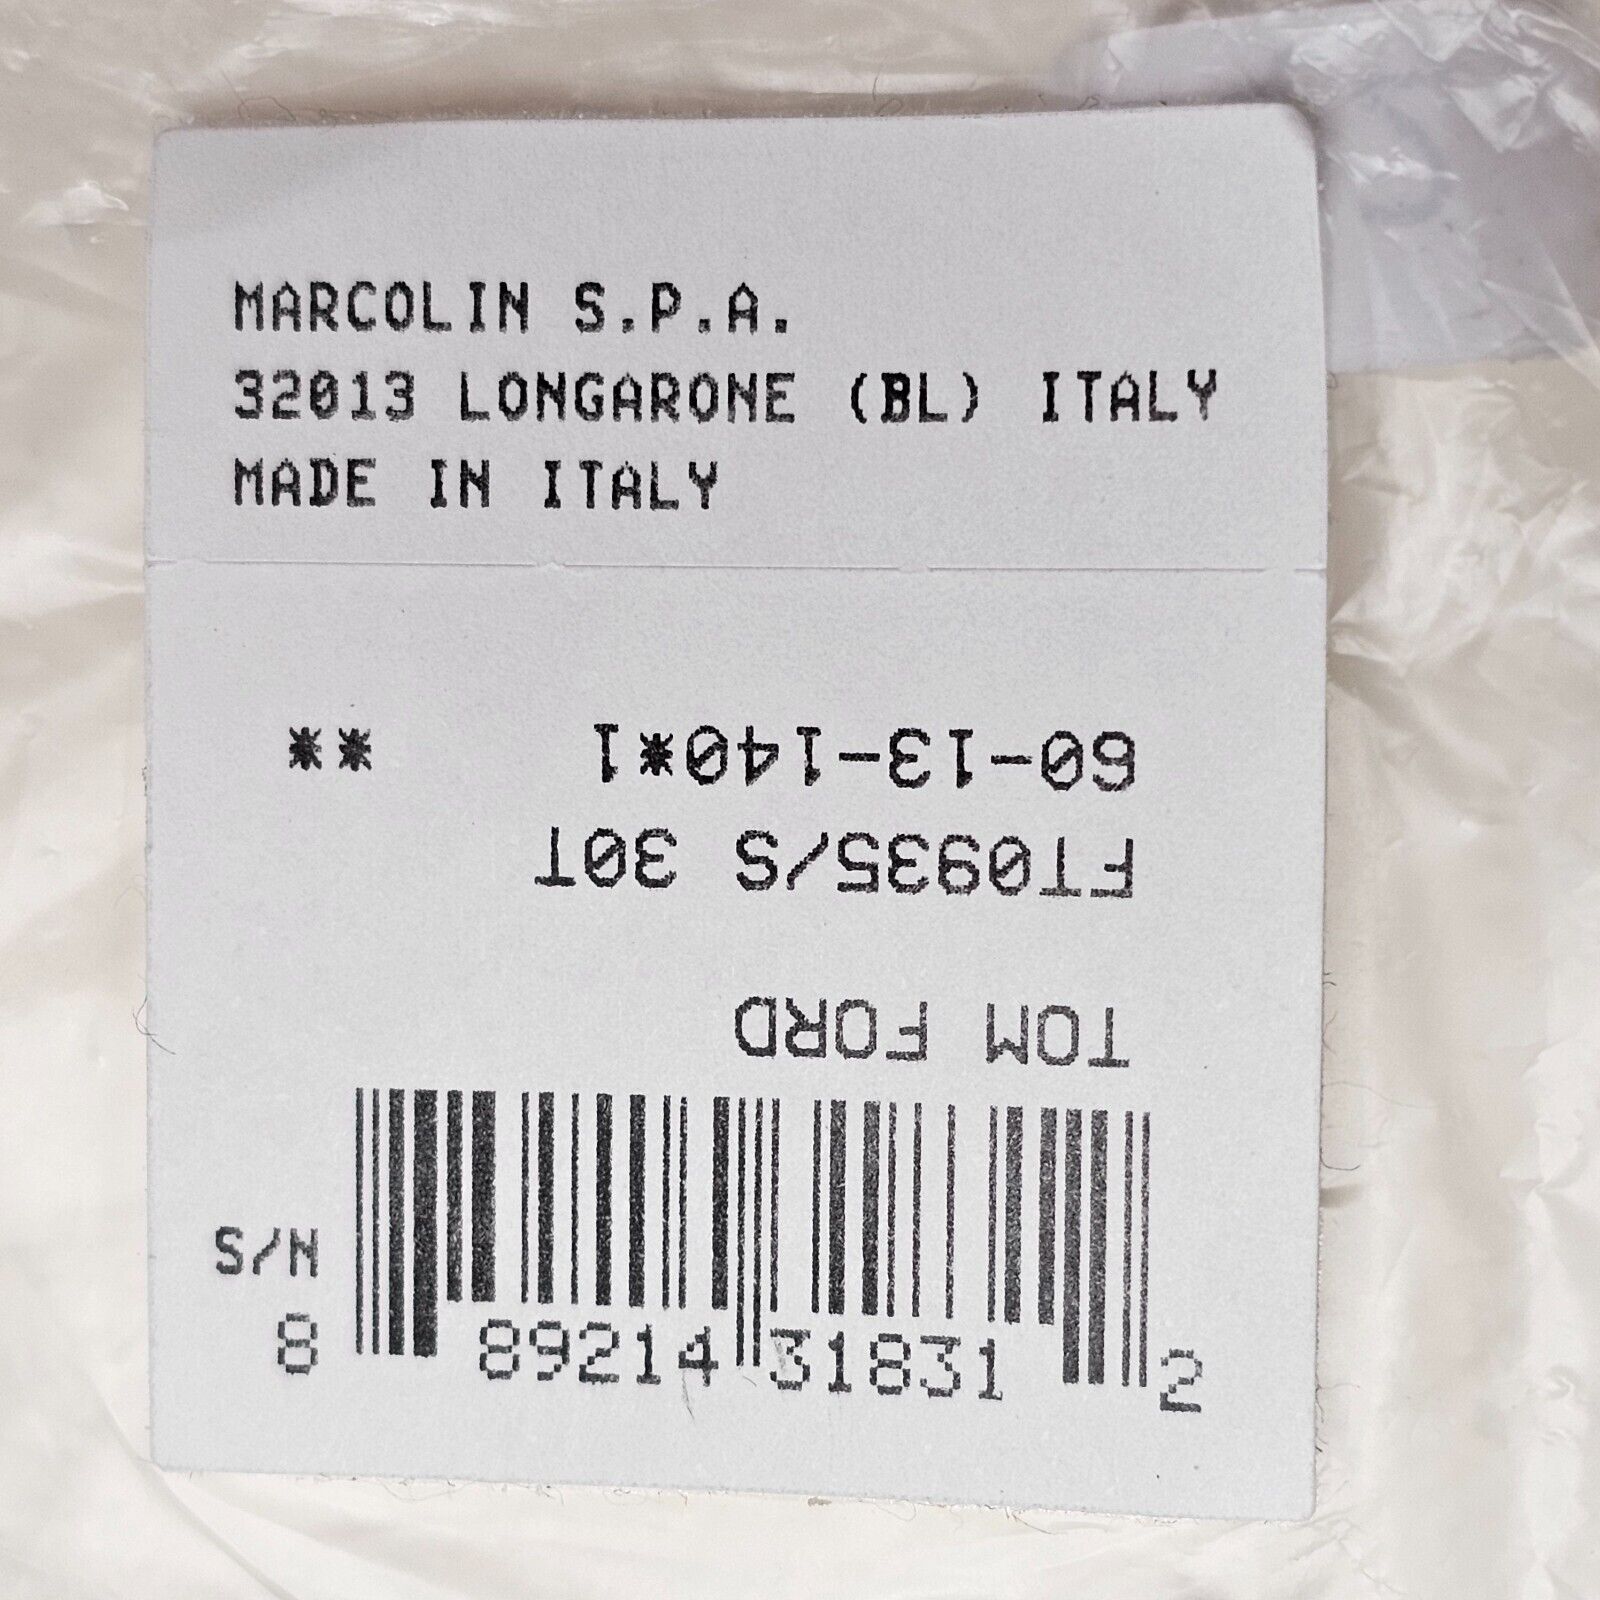 MARCOLIN S.P.A.
32013 LONGARONE (BL) ITALY
MADE IN ITALY
TOM FORD
FT0935/S 30T
60-13-140*1 **
S/N
8 89214 31831 2